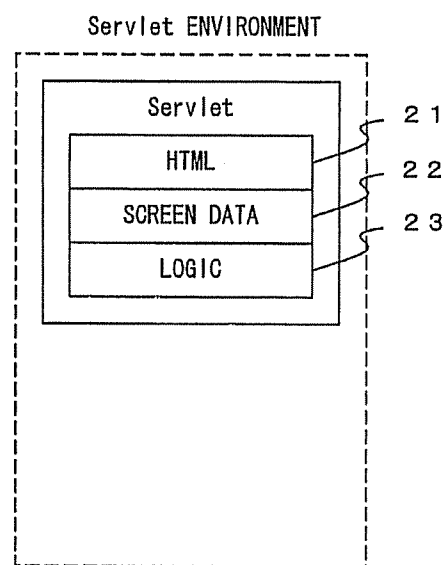 Servlet ENVIRONMENT
Servlet
HTML
21
SCREEN DATA
22
LOGIC
23